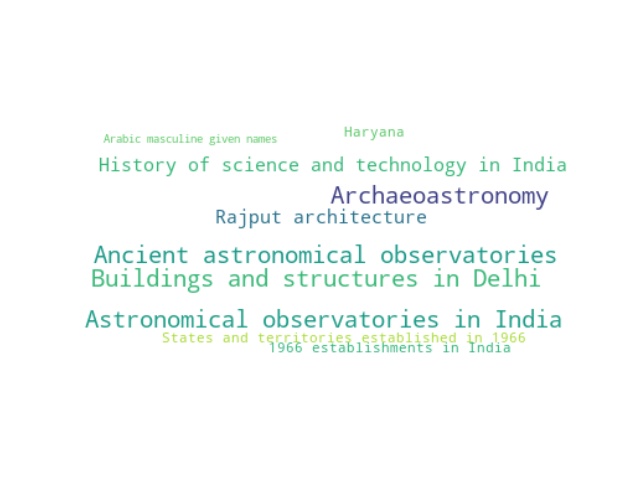 Arabic masculine given names
Haryana
History of science and technology in India
Archaeoastronomy
Rajput architecture
Ancient astronomical observatories
Buildings and structures in Delhi
Astronomical observatories in India
States and territories established in 1966
1966 establishments in India